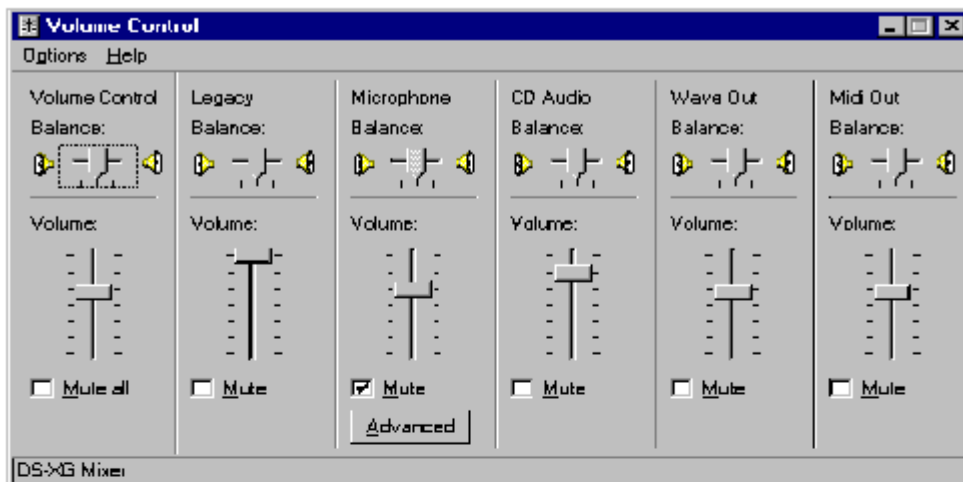 Volume Control
Options Help
Volume Control Legacy Microphone CD Audio Wave Out Midi Out
Balance: Balance: Balance: Balance: Balance: Balance:
Volume: Volume: Volume: Volume: Volume: Volume:
Mute all Mute Mute Mute Mute Mute
Advanced
DS-XG Mixer